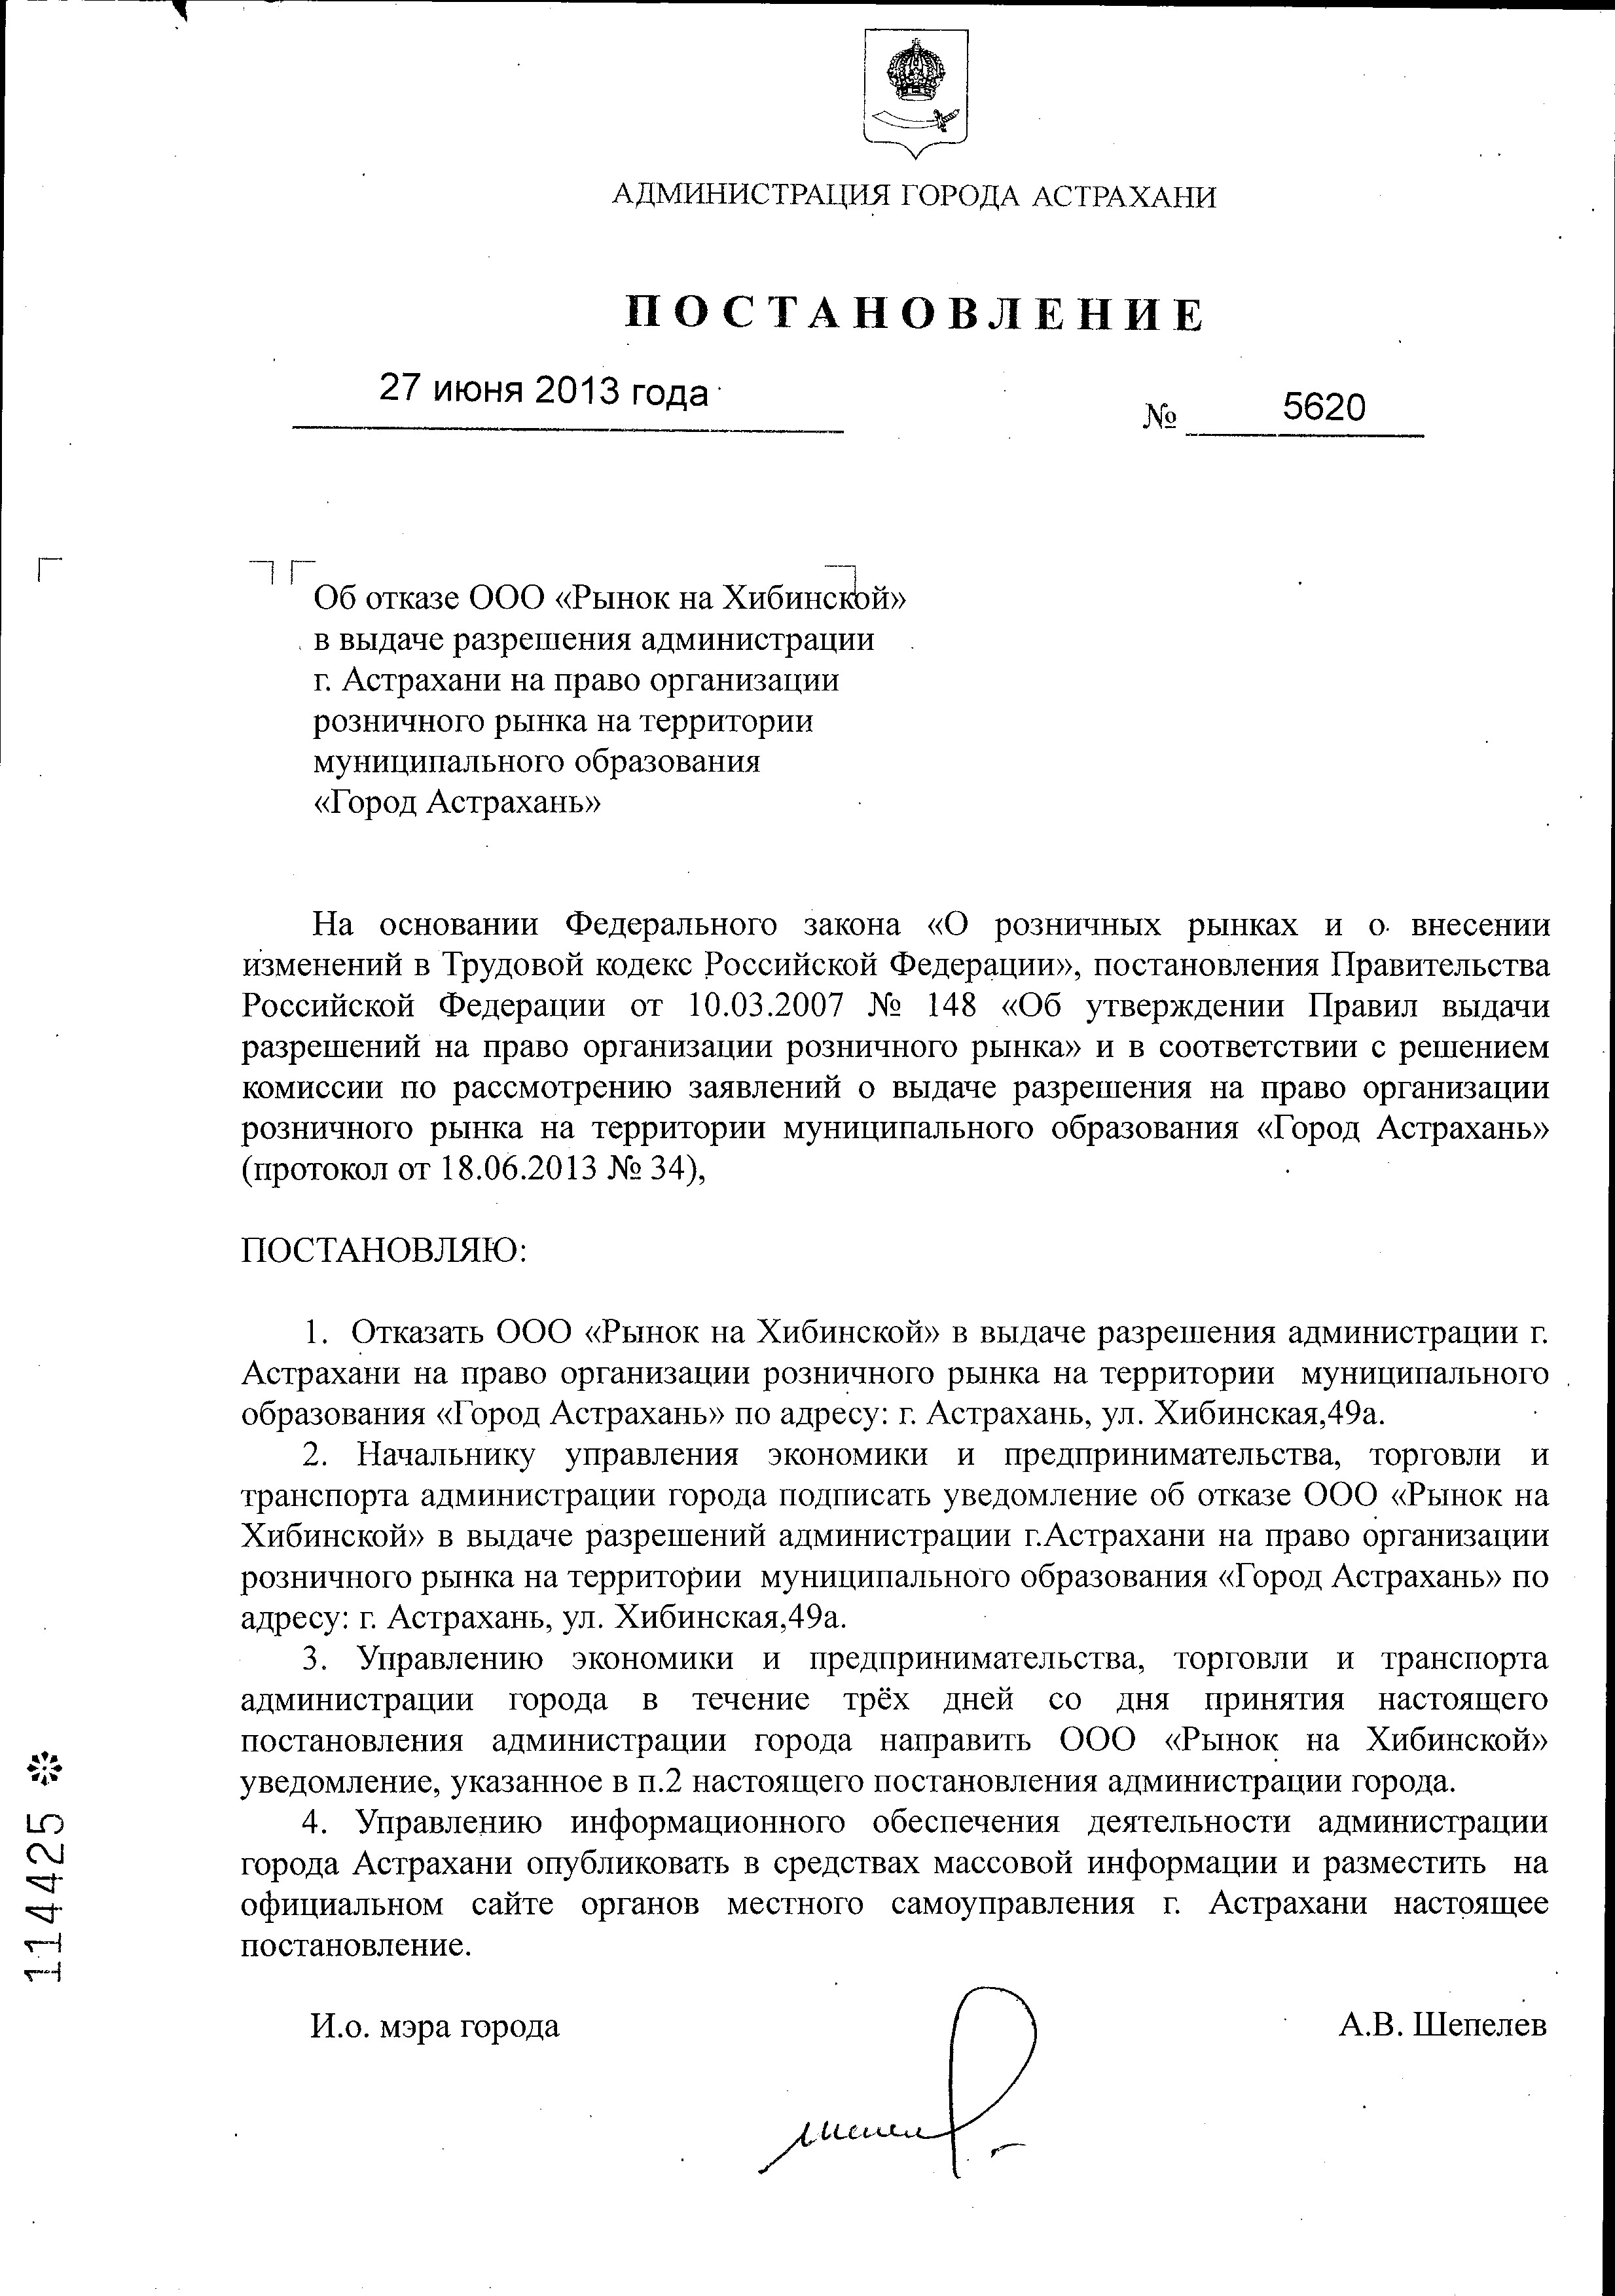 АДМИНИСТРАЦИЯ ГОРОДА АСТРАХАНИ
ПОСТАНОВЛЕНИЕ
27 июня 2013 года
№ 5620
Об отказе ООО «Рынок на Хибинской»
в выдаче разрешения администрации
г. Астрахани на право организации
розничного рынка на территории
муниципального образования
«Город Астрахань»
На основании Федерального закона «О розничных рынках и о внесении
изменений в Трудовой кодекс Российской Федерации», постановления Правительства
Российской Федерации от 10.03.2007 № 148 «Об утверждении Правил выдачи
разрешений на право организации розничного рынка» и в соответствии с решением
комиссии по рассмотрению заявлений о выдаче разрешения на право организации
розничного рынка на территории муниципального образования «Город Астрахань»
(протокол от 18.06.2013 № 34),
ПОСТАНОВЛЯЮ:
1. Отказать ООО «Рынок на Хибинской» в выдаче разрешения администрации г.
Астрахани на право организации розничного рынка на территории муниципального
образования «Город Астрахань» по адресу: г. Астрахань, ул. Хибинская,49а.
2. Начальнику управления экономики и предпринимательства, торговли и
транспорта администрации города подписать уведомление об отказе ООО «Рынок на
Хибинской» в выдаче разрешений администрации г.Астрахани на право организации
розничного рынка на территории муниципального образования «Город Астрахань» по
адресу: г. Астрахань, ул. Хибинская,49а.
3. Управлению экономики и предпринимательства, торговли и транспорта
администрации города в течение трёх дней со дня принятия настоящего
постановления администрации города направить ООО «Рынок на Хибинской»
уведомление, указанное в п.2 настоящего постановления администрации города.
4. Управлению информационного обеспечения деятельности администрации
города Астрахани опубликовать в средствах массовой информации и разместить на
официальном сайте органов местного самоуправления г. Астрахани настоящее
постановление.
И.о. мэра города
А.В. Шепелев
114425 *